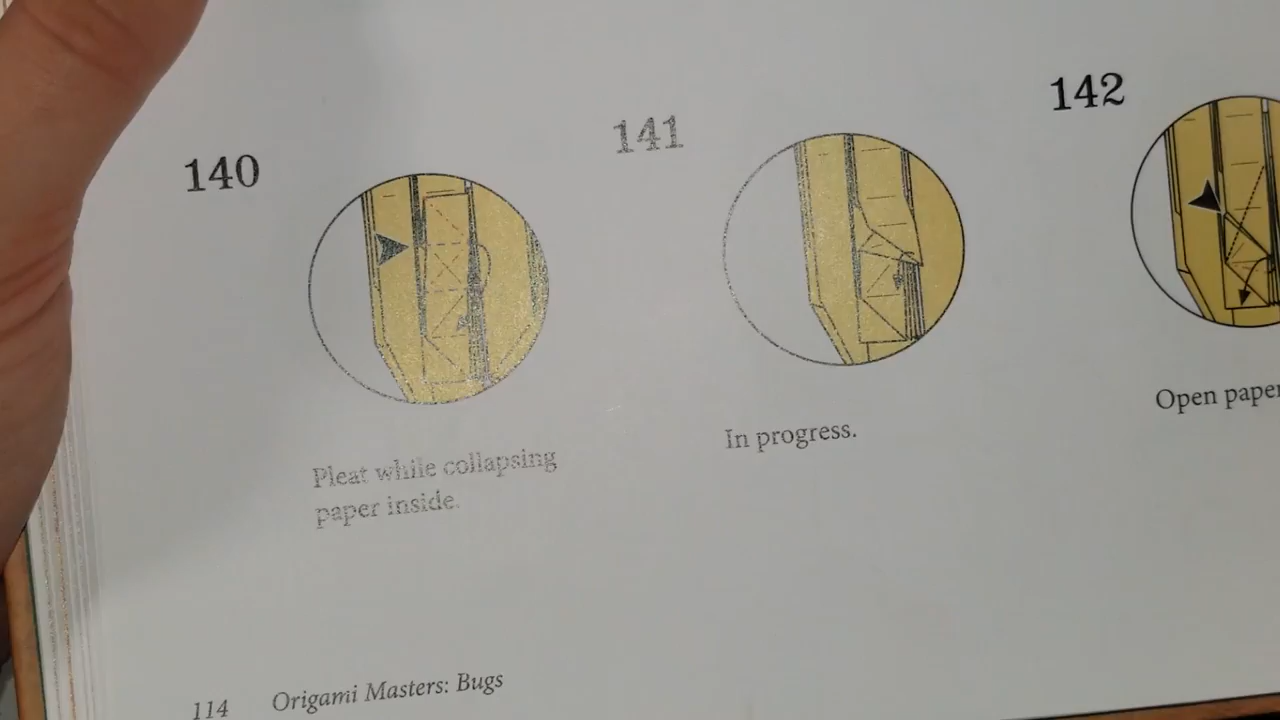 140
Pleat while collapsing
paper inside.
141
In progress.
142
Open paper
114 Origami Masters: Bugs